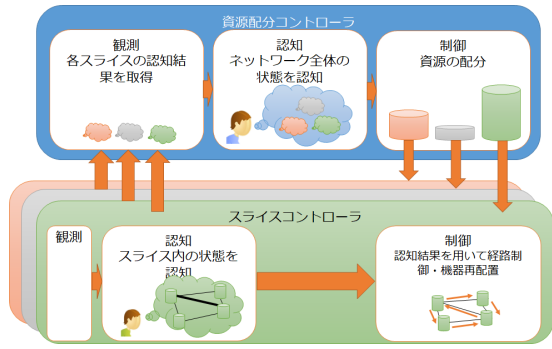 資源配分コントローラ
観測
各スライスの認知結
果を取得
認知
ネットワーク全体の
状態を認知
制御
資源の配分
スライスコントローラ
観測
認知
スライス内の状態を
認知
制御
認知結果を用いて経路制
御・機器再配置